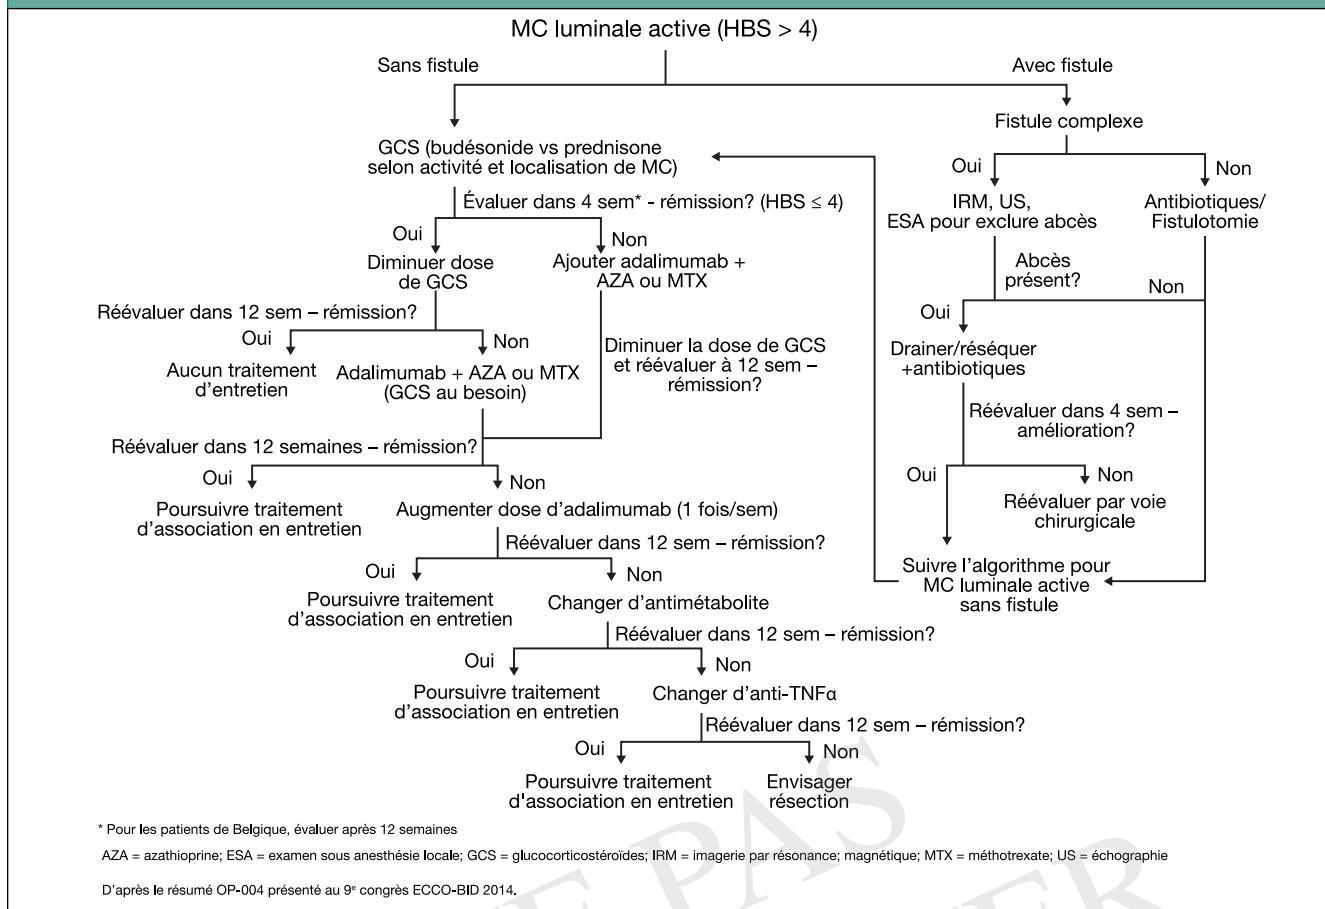 MC luminale active (HBS > 4)
Sans fistule
Avec fistule
Fistule complexe
GCS (budésonide vs prednisone
selon activité et localisation de MC)
Oui
Non
Évaluer dans 4 sem* - rémission? (HBS ≤ 4)
IRM, US,
ESA pour exclure abcès
Antibiotiques/
Fistulotomie
Oui
Non
Diminuer dose
de GCS
Ajouter adalimumab +
AZA ou MTX
Abcès
présent?
Non
Réévaluer dans 12 sem – rémission?
Oui
Non
Oui
Diminuer la dose de GCS
et réévaluer à 12 sem –
rémission?
Drainer/réséquer
+antibiotiques
Aucun traitement
d'entretien
Adalimumab + AZA ou MTX
(GCS au besoin)
Réévaluer dans 4 sem –
amélioration?
Réévaluer dans 12 semaines – rémission?
Oui
Non
Oui
Non
Poursuivre traitement
d'association en entretien
Augmenter dose d'adalimumab (1 fois/sem)
Réévaluer par voie
chirurgicale
Réévaluer dans 12 sem – rémission?
Oui
Non
Suivre l'algorithme pour
MC luminale active
sans fistule
Poursuivre traitement
d'association en entretien
Changer d'antimétabolite
Réévaluer dans 12 sem – rémission?
Oui
Non
Poursuivre traitement
d'association en entretien
Changer d'anti-TNFα
Réévaluer dans 12 sem – rémission?
Oui
Non
Poursuivre traitement
d'association en entretien
Envisager
résection
* Pour les patients de Belgique, évaluer après 12 semaines
AZA = azathioprine; ESA = examen sous anesthésie locale; GCS = glucocorticostéroïdes; IRM = imagerie par résonance; magnétique; MTX = méthotrexate; US = échographie
D'après le résumé OP-004 présenté au 9e congrès ECCO-BID 2014.
PAS